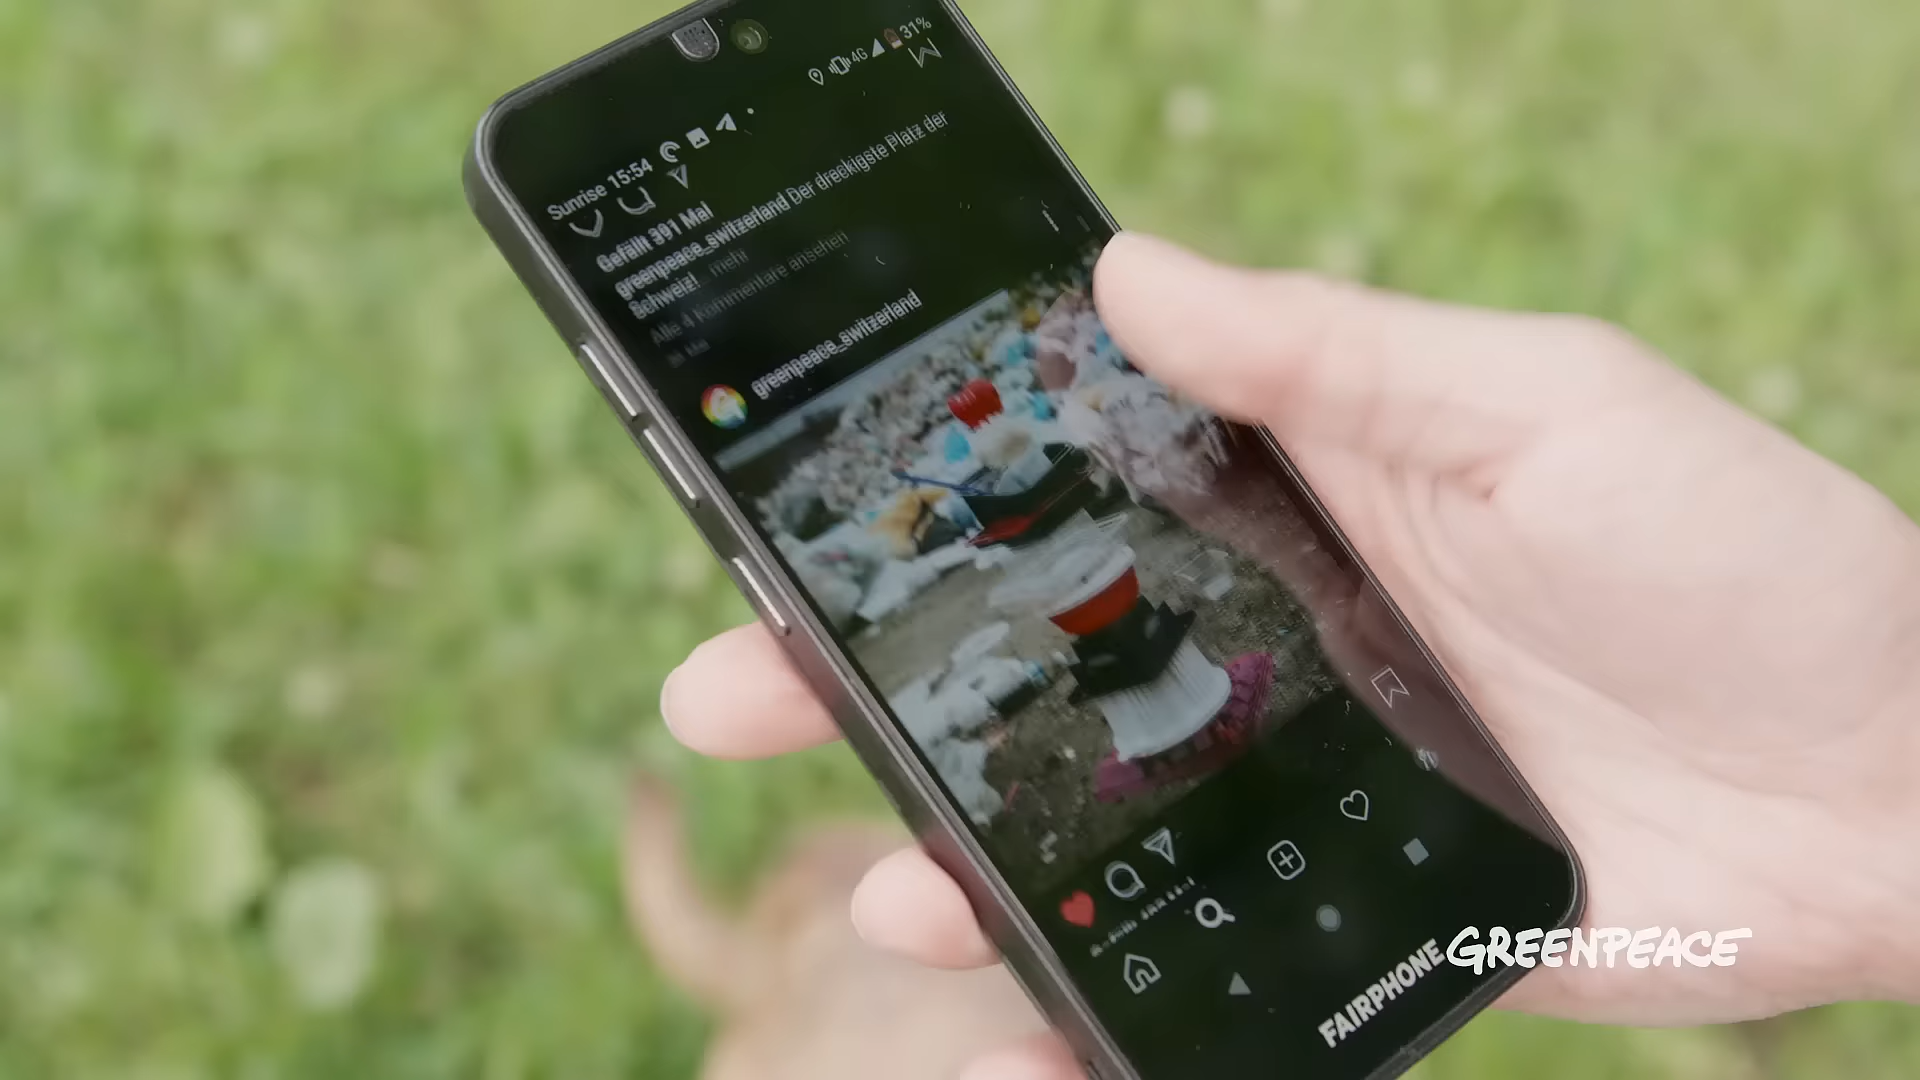 Sunrise 15:54
4G 31%
Gefällt 391 Mal
greenpeace_switzerland Der dreckigste Platz der
Schweiz!... mehr
Alle 4 Kommentare ansehen
greenpeace_switzerland
FAIRPHONE
GREENPEACE